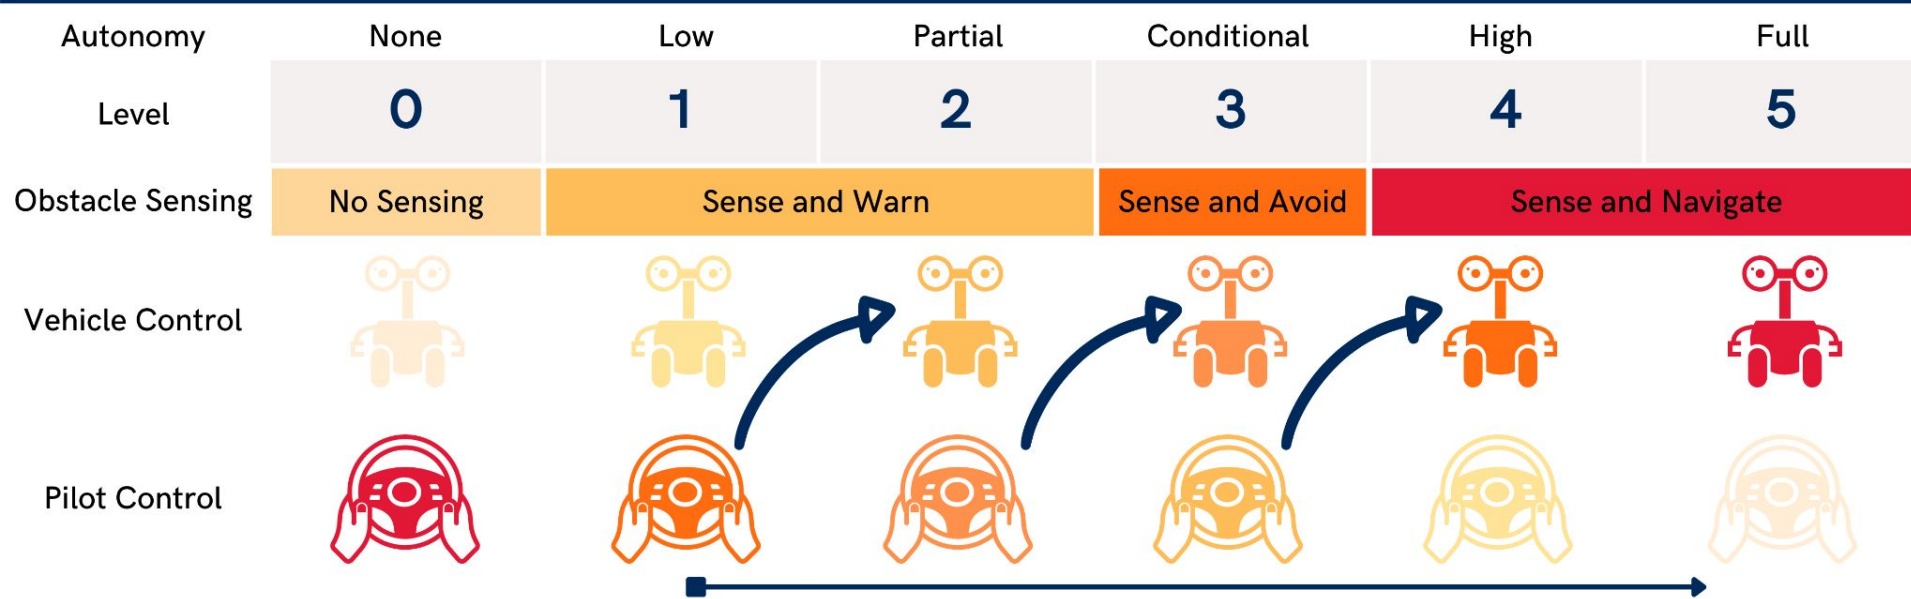 Autonomy None Low Partial Conditional High Full
Level 0 1 2 3 4 5
Obstacle Sensing No Sensing Sense and Warn Sense and Avoid Sense and Navigate
Vehicle Control
Pilot Control